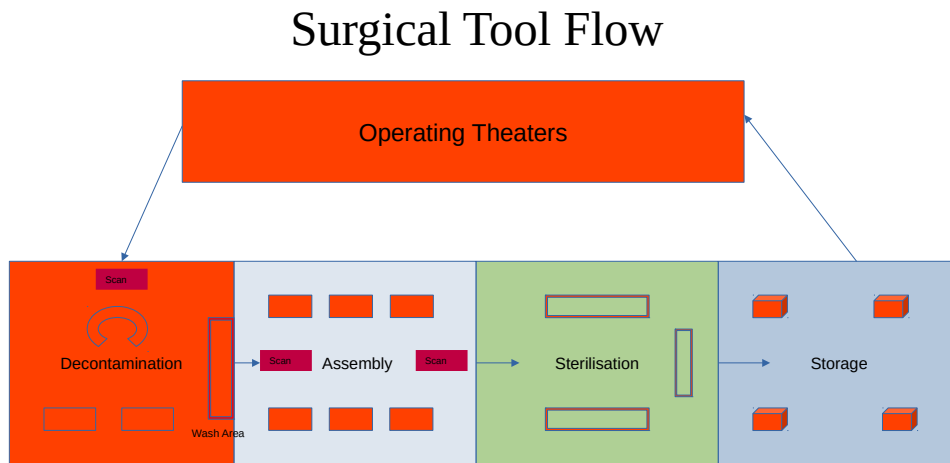 Surgical Tool Flow
Operating Theaters
Scan
Decontamination
Wash Area
Scan
Assembly
Scan
Sterilisation
Storage